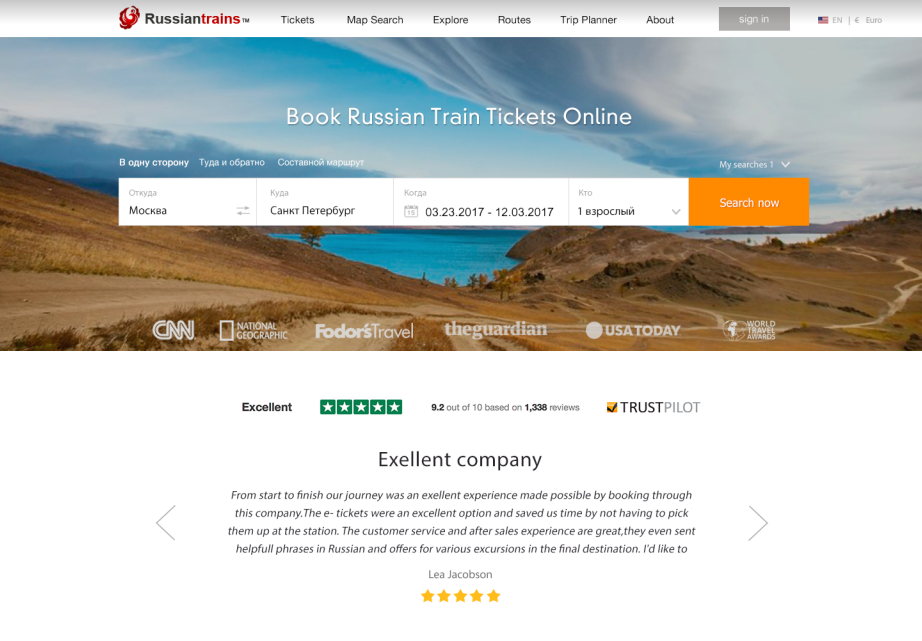 Russiantrains™
Tickets Map Search Explore Routes Trip Planner About sign in EN | € Euro
Book Russian Train Tickets Online
В одну сторону Туда и обратно Составной маршрут My searches 1
Откуда Куда Когда Кто
Москва Санкт Петербург 19 03.23.2017 - 12.03.2017 1 взрослый Search now
CNN NATIONAL GEOGRAPHIC Fodor'sTravel theguardian USA TODAY WORLD TRAVEL AWARDS
Excellent 9.2 out of 10 based on 1,338 reviews TRUSTPILOT
Exellent company
From start to finish our journey was an exellent experience made possible by booking through
this company.The e- tickets were an excellent option and saved us time by not having to pick
them up at the station. The customer service and after sales experience are great,they even sent
helpfull phrases in Russian and offers for various excursions in the final destination. I'd like to
Lea Jacobson